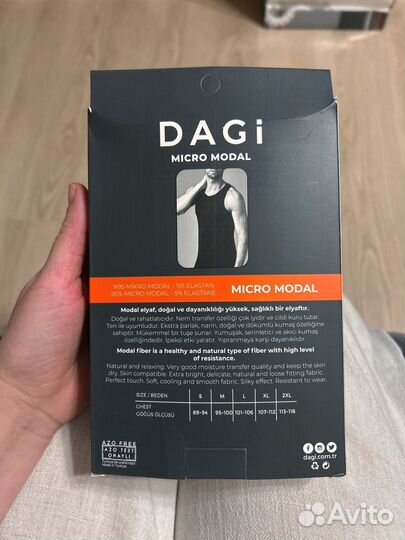 DAGi
MICRO MODAL
%95 MİKRO MODAL - %5 ELASTAN
95% MICRO MODAL - 5% ELASTANE
MICRO MODAL
Modal elyaf, doğal ve dayanıklılığı yüksek, sağlıklı bir elyaftır.
Doğal ve rahatlatıcıdır. Nem transfer özelliği çok iyidir ve cildi kuru tutar.
Ten ile uyumludur. Ekstra parlak, narin, doğal ve dökümlü kumaş özelliğine
sahiptir. Mükemmel bir tuşe sunar. Yumuşak, serinletici ve akıcı kumaş
özelliğindedir. İpeksi etki yaratır. Yıpranmaya karşı dayanıklıdır.
Modal fiber is a healthy and natural type of fiber with high level
of resistance.
Natural and relaxing. Very good moisture transfer quality and keep the skin
dry. Skin compatible. Extra bright, delicate, natural and loose fitting fabric.
Perfect touch. Soft, cooling and smooth fabric. Silky effect. Resistant to wear.
SIZE / BEDEN S M L XL 2XL
CHEST
GÖĞÜS ÖLÇÜSÜ 89-94 95-100 101-106 107-112 113-118
AZO FREE
AZO TEST
ONAYLI
Türkiye'de üretilmiştir
Made in Türkiye
dagi.com.tr
Avito